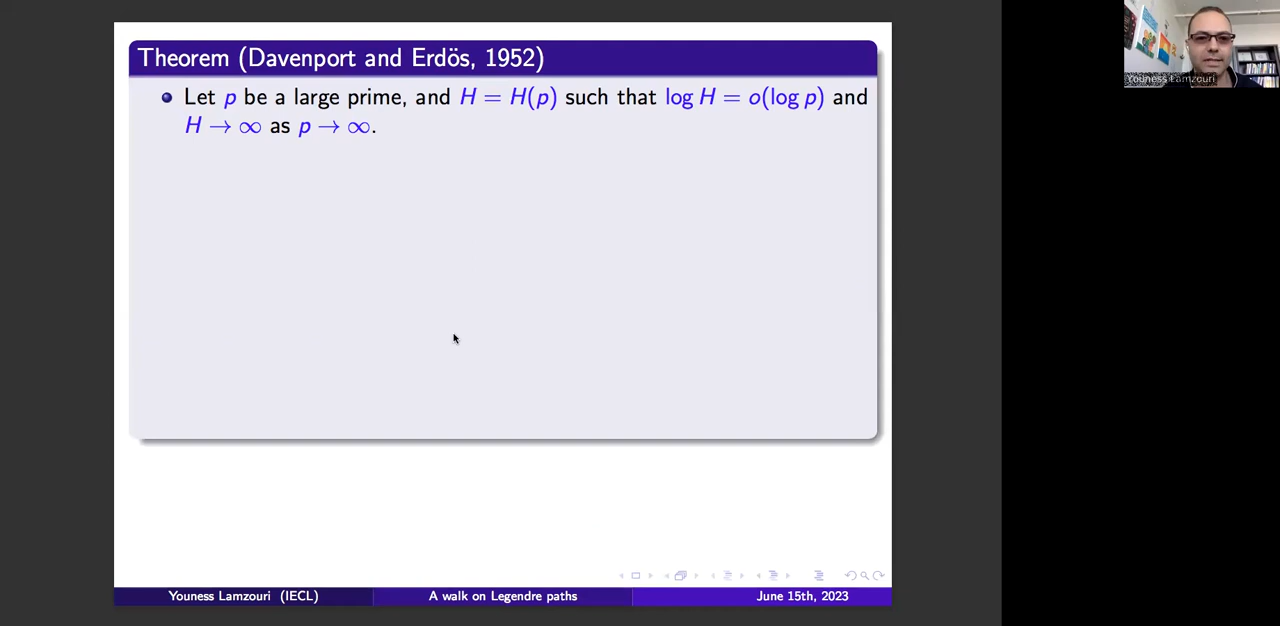 Theorem (Davenport and Erdös, 1952)
Let p be a large prime, and H = H(p) such that log H = o(log p) and
H → ∞ as p → ∞.
Youness Lamzouri
Youness Lamzouri (IECL)
A walk on Legendre paths
June 15th, 2023